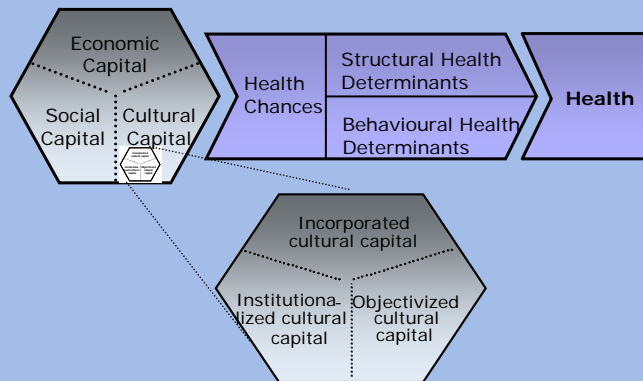 Economic
Capital
Social
Capital
Cultural
Capital
Health
Chances
Structural Health
Determinants
Behavioural Health
Determinants
Health
Incorporated
cultural capital
Institutiona-
lized cultural
capital
Objectivized
cultural
capital